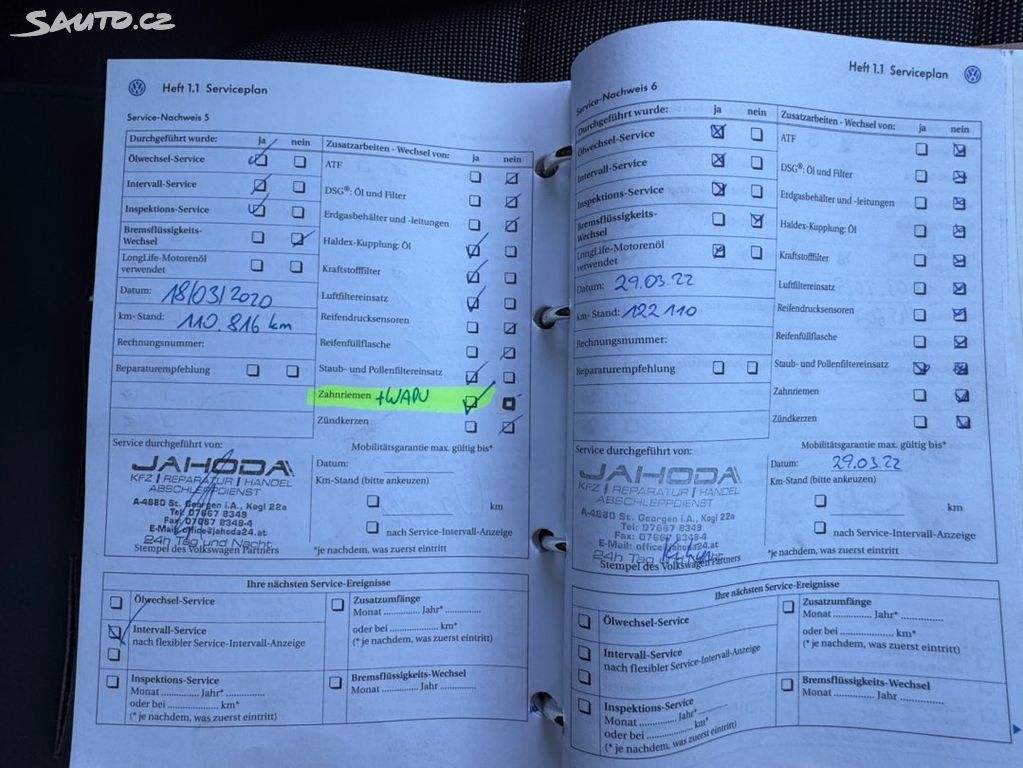 SAUTO.CZ
Heft 1.1 Serviceplan
Service-Nachweis 5
Durchgeführt wurde: ja nein
Ölwechsel-Service
Intervall-Service
Inspektions-Service
Bremsflüssigkeits-
Wechsel
LongLife-Motorenöl
verwendet
Datum: 18/03/2020
km-Stand: 110.816 km
Rechnungsnummer:
Reparaturempfehlung
Zusatzarbeiten - Wechsel von: ja nein
ATF
DSG®: Öl und Filter
Erdgasbehälter und -leitungen
Haldex-Kupplung: Öl
Kraftstofffilter
Luftfiltereinsatz
Reifendrucksensoren
Reifenfüllflasche
Staub- und Pollenfiltereinsatz
Zahnriemen +WAPU
Zündkerzen
Service durchgeführt von:
JAHODA
KFZ | REPARATUR | HANDEL
ABSCHLEPPDIENST
A-4880 St. Georgen i.A., Kogl 22a
Tel: 07667 8349
Fax: 07667 8349-4
E-Mail: office@jahoda24.at
24h Tag und Nacht
Stempel des Volkswagen Partners
Mobilitätsgarantie max. gültig bis*
Datum:
Km-Stand (bitte ankeuzen)
km
nach Service-Intervall-Anzeige
*je nachdem, was zuerst eintritt
Ihre nächsten Service-Ereignisse
Ölwechsel-Service
Intervall-Service
nach flexibler Service-Intervall-Anzeige
Inspektions-Service
Monat ............. Jahr* .............
oder bei .................. km*
(* je nachdem, was zuerst eintritt)
Zusatzumfänge
Monat ............. Jahr* .............
oder bei .................. km*
(* je nachdem, was zuerst eintritt)
Bremsflüssigkeits-Wechsel
Monat ............. Jahr .............
Heft 1.1 Serviceplan
Service-Nachweis 6
Durchgeführt wurde: ja nein
Ölwechsel-Service
Intervall-Service
Inspektions-Service
Bremsflüssigkeits-
Wechsel
LongLife-Motorenöl
verwendet
Datum: 29.03.22
km-Stand: 122 110
Rechnungsnummer:
Reparaturempfehlung
Zusatzarbeiten - Wechsel von: ja nein
ATF
DSG®: Öl und Filter
Erdgasbehälter und -leitungen
Haldex-Kupplung: Öl
Kraftstofffilter
Luftfiltereinsatz
Reifendrucksensoren
Reifenfüllflasche
Staub- und Pollenfiltereinsatz
Zahnriemen
Zündkerzen
Service durchgeführt von:
JAHODA
KFZ | REPARATUR | HANDEL
ABSCHLEPPDIENST
A-4880 St. Georgen i.A., Kogl 22a
Tel: 07667 8349
Fax: 07667 8349-4
E-Mail: office@jahoda24.at
24h Tag und Nacht
Stempel des Volkswagen Partners
Mobilitätsgarantie max. gültig bis*
Datum: 29.03.22
Km-Stand (bitte ankeuzen)
km
nach Service-Intervall-Anzeige
*je nachdem, was zuerst eintritt
Ihre nächsten Service-Ereignisse
Ölwechsel-Service
Intervall-Service
nach flexibler Service-Intervall-Anzeige
Inspektions-Service
Monat ............. Jahr* .............
oder bei .................. km*
(* je nachdem, was zuerst eintritt)
Zusatzumfänge
Monat ............. Jahr* .............
oder bei .................. km*
(* je nachdem, was zuerst eintritt)
Bremsflüssigkeits-Wechsel
Monat ............. Jahr .............